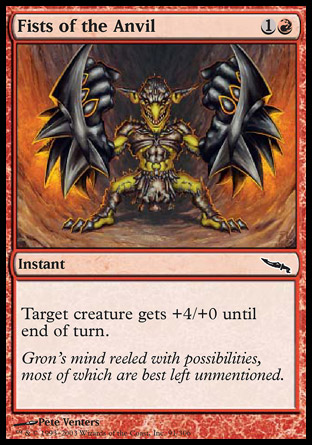 Fists of the Anvil 1
Instant
Target creature gets +4/+0 until
end of turn.
Gron's mind reeled with possibilities,
most of which are best left unmentioned.
Pete Venters